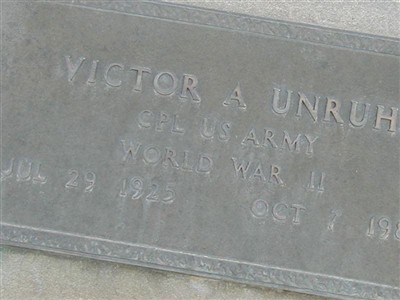 VICTOR A UNRUH
CPL US ARMY
WORLD WAR II
JUL 29 1925 OCT 7